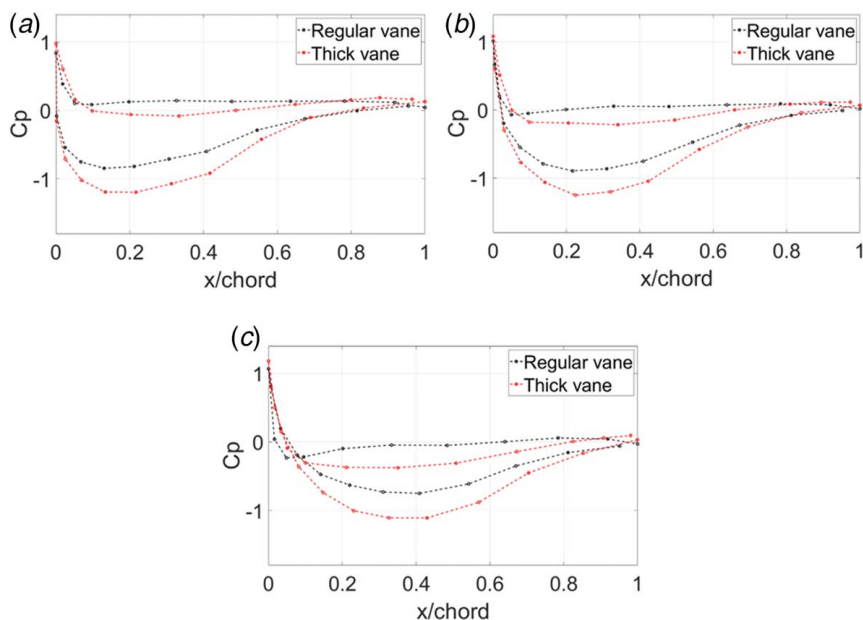 (a)
Regular vane
Thick vane
1
0
-1
Cp
0 0.2 0.4 0.6 0.8 1
x/chord
(b)
Regular vane
Thick vane
1
0
-1
Cp
0 0.2 0.4 0.6 0.8 1
x/chord
(c)
Regular vane
Thick vane
1
0
-1
Cp
0 0.2 0.4 0.6 0.8 1
x/chord